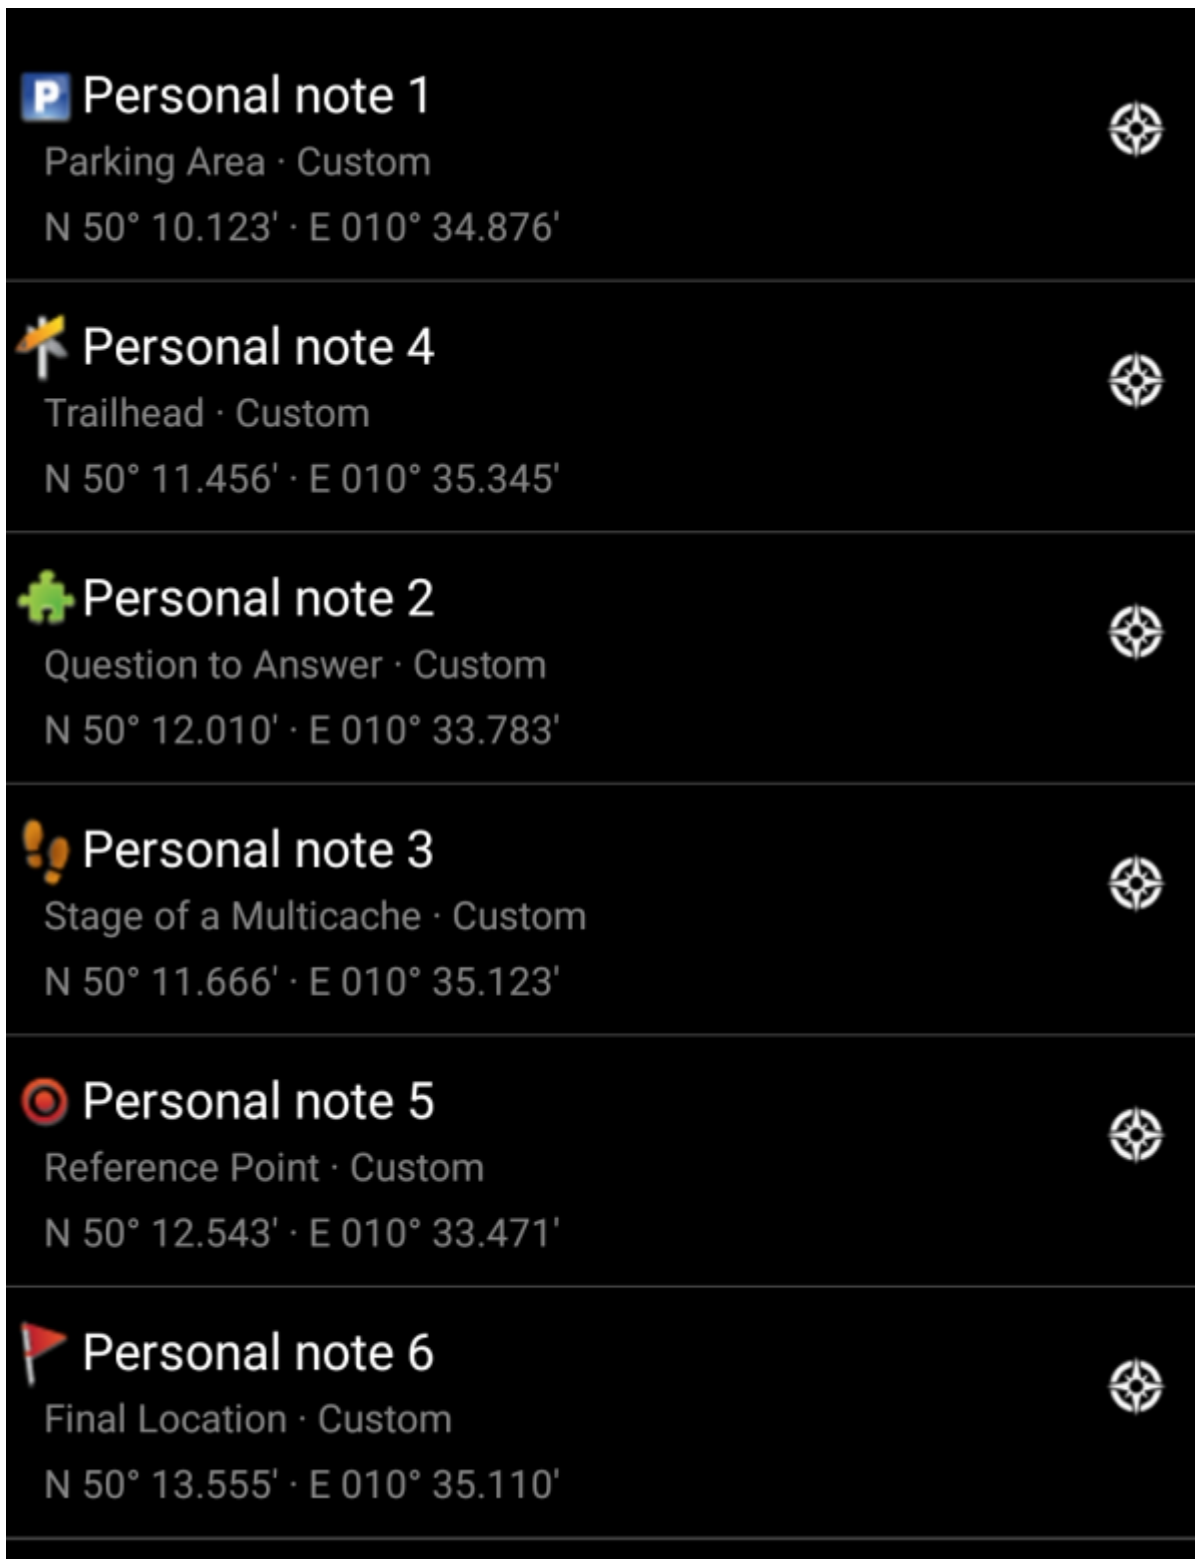 P Personal note 1
Parking Area · Custom
N 50° 10.123' · E 010° 34.876'
Personal note 4
Trailhead · Custom
N 50° 11.456' · E 010° 35.345'
Personal note 2
Question to Answer · Custom
N 50° 12.010' · E 010° 33.783'
Personal note 3
Stage of a Multicache · Custom
N 50° 11.666' · E 010° 35.123'
Personal note 5
Reference Point · Custom
N 50° 12.543' · E 010° 33.471'
Personal note 6
Final Location · Custom
N 50° 13.555' · E 010° 35.110'